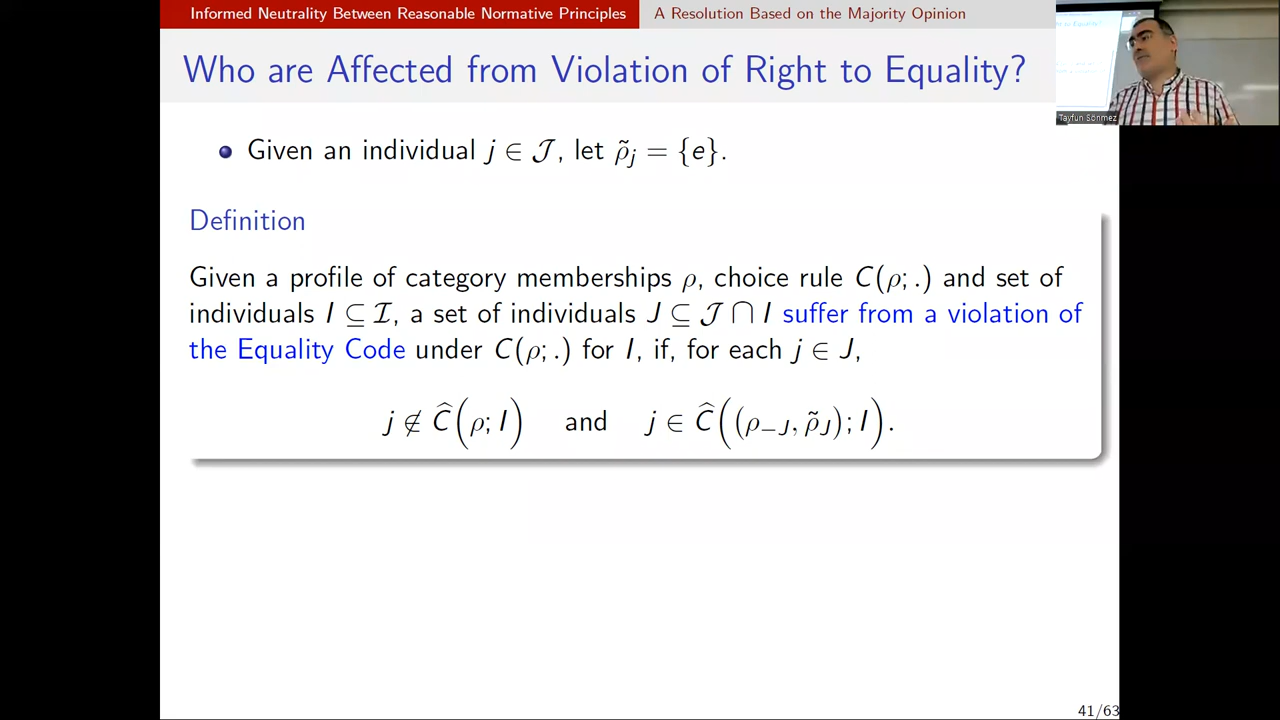 Informed Neutrality Between Reasonable Normative Principles
A Resolution Based on the Majority Opinion
Who are Affected from Violation of Right to Equality?
Tayfun Sönmez
Given an individual j ∈ 𝒥, let ρ̃_j = {e}.
Definition
Given a profile of category memberships ρ, choice rule C(ρ; .) and set of
individuals I ⊆ ℐ, a set of individuals J ⊆ 𝒥 ∩ I suffer from a violation of
the Equality Code under C(ρ; .) for I, if, for each j ∈ J,
j ∉ Ĉ(ρ; I) and j ∈ Ĉ((ρ_{−J}, ρ̃_J); I).
41/63